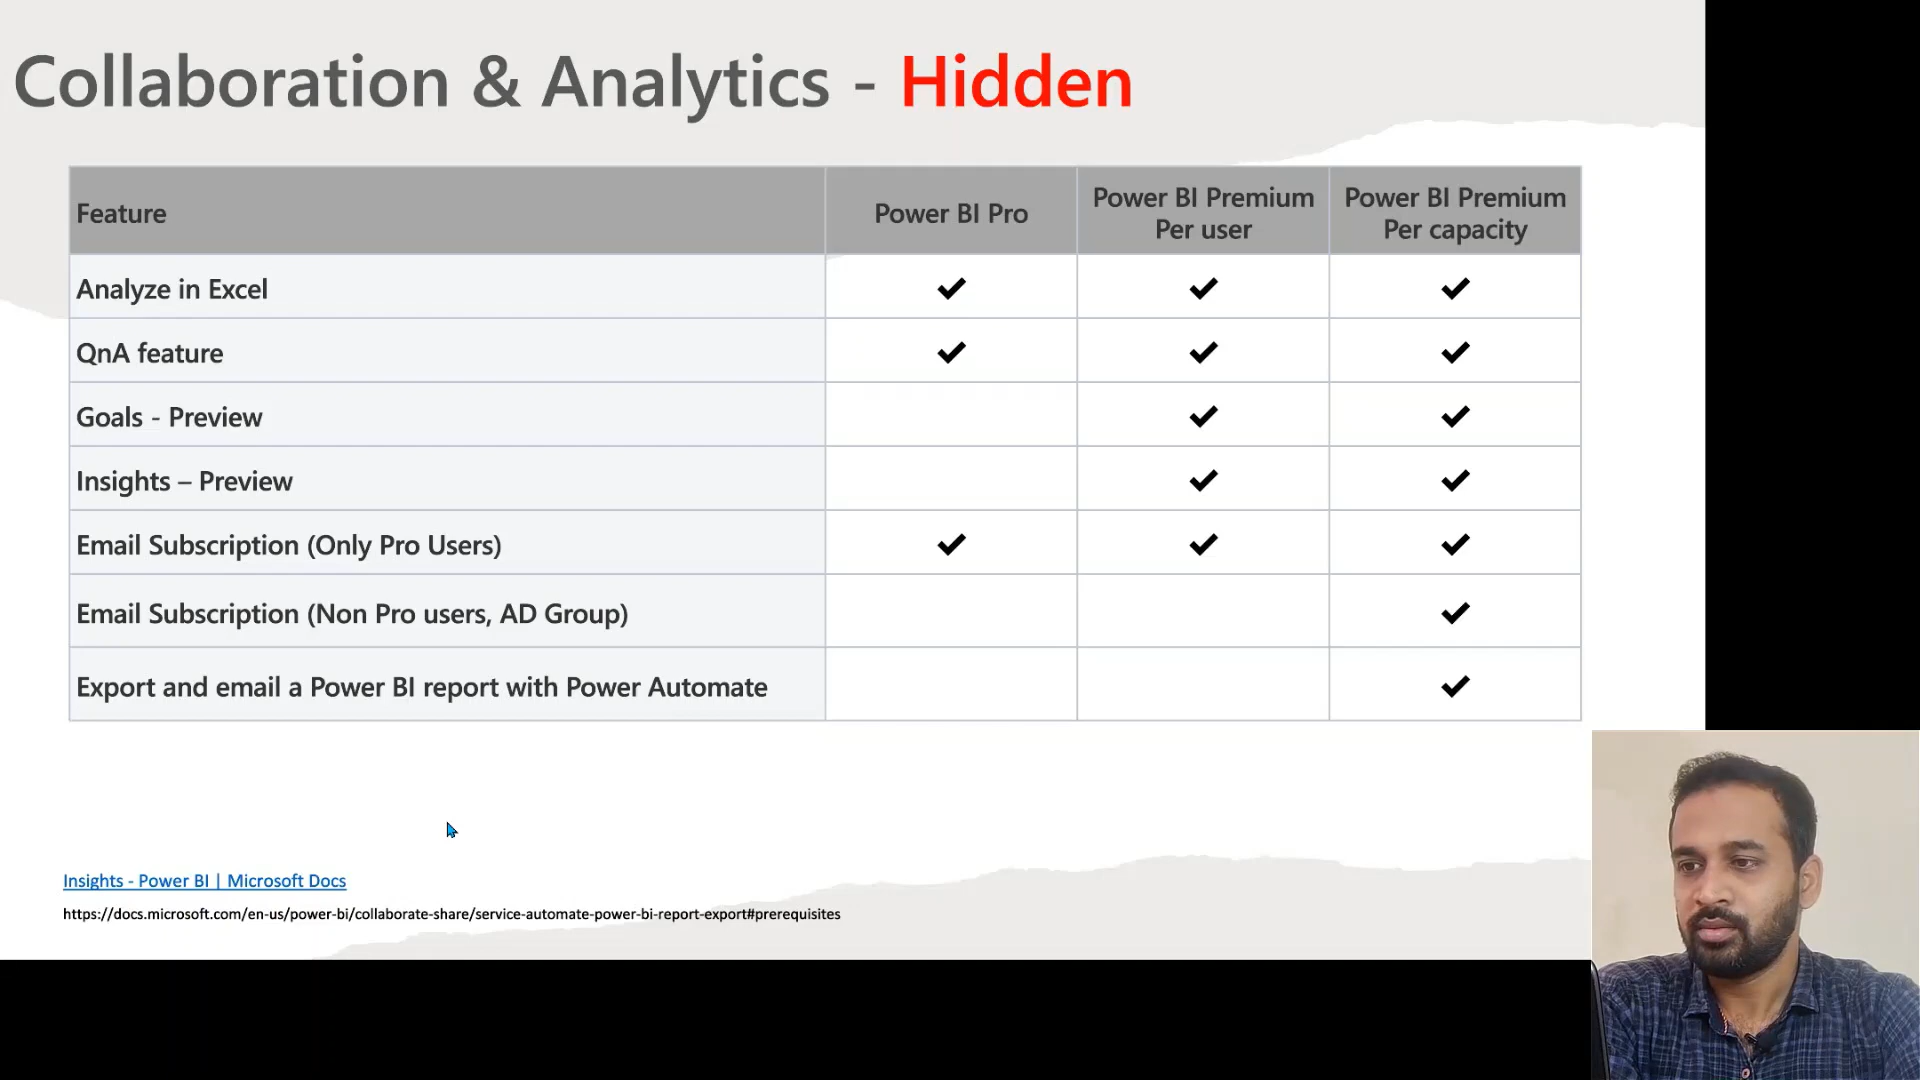 Collaboration & Analytics - Hidden
Feature
Power BI Pro
Power BI Premium
Per user
Power BI Premium
Per capacity
Analyze in Excel
QnA feature
Goals - Preview
Insights – Preview
Email Subscription (Only Pro Users)
Email Subscription (Non Pro users, AD Group)
Export and email a Power BI report with Power Automate
Insights - Power BI | Microsoft Docs
https://docs.microsoft.com/en-us/power-bi/collaborate-share/service-automate-power-bi-report-export#prerequisites